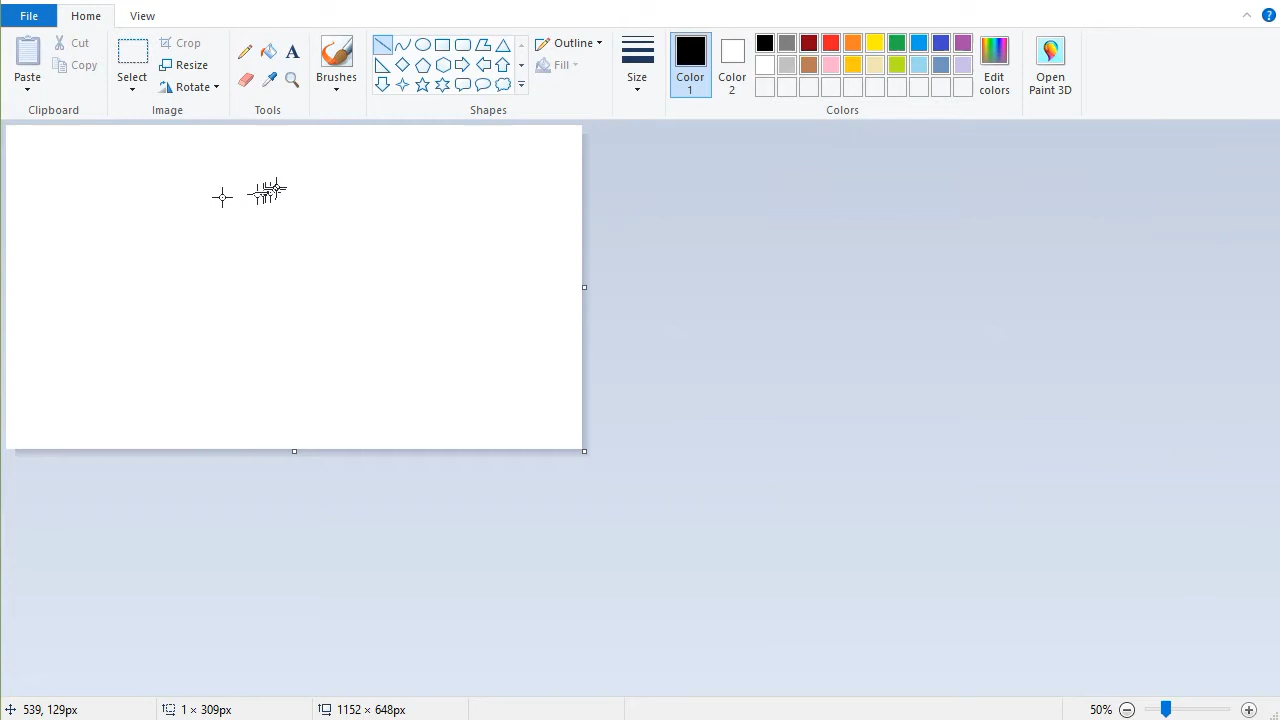 File Home View
Paste Cut Copy Clipboard
Select Crop Resize Rotate Image
Tools
Brushes
Outline Fill Shapes
Size
Color 1 Color 2 Edit colors Colors
Open Paint 3D
539, 129px 1 × 309px 1152 × 648px 50%